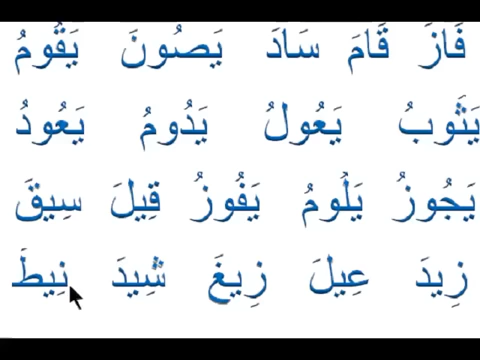 فَازَ قَامَ سَادَ يَصُونَ يَقُومُ
يَثَوبُ يَعُولُ يَدُومُ يَعُودُ
يَجُوزُ يَلُومُ يَفُوزُ قِيلَ سِيقَ
زِيدَ عِيلَ زِيغَ شِيدَ نِيطَ